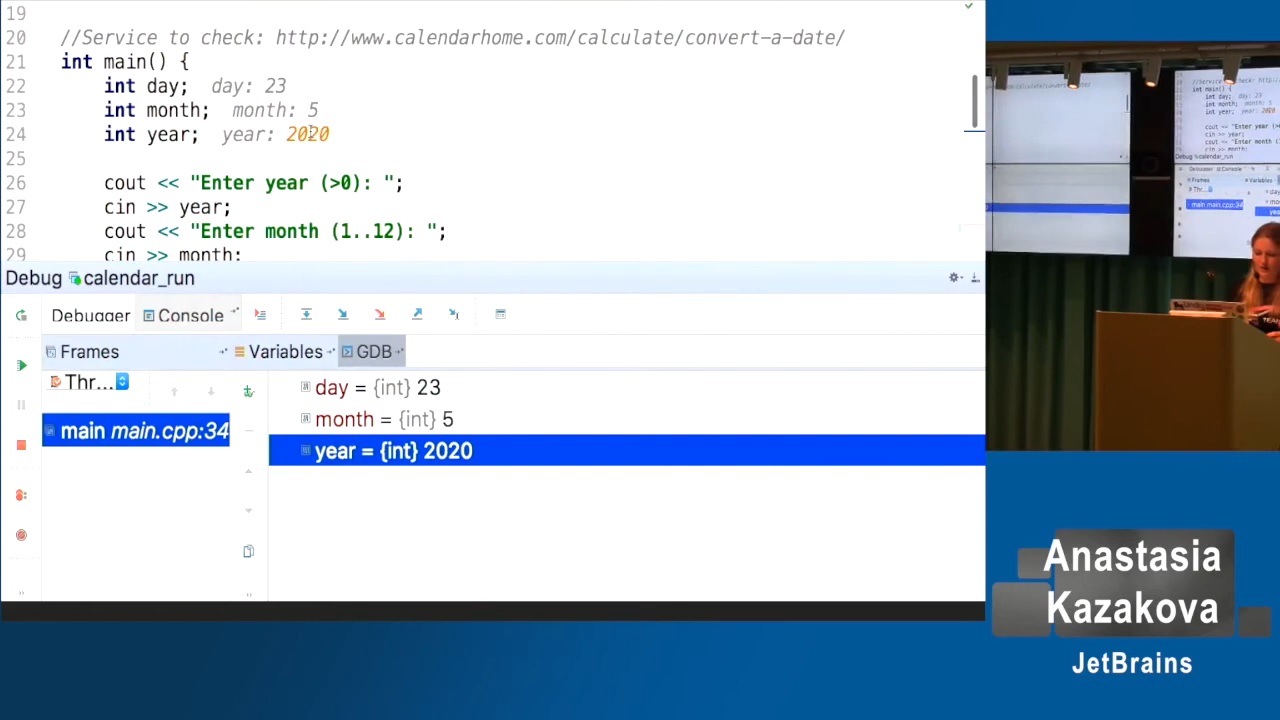 19
20 //Service to check: http://www.calendarhome.com/calculate/convert-a-date/
21 int main() {
22 int day; day: 23
23 int month; month: 5
24 int year; year: 2020
25
26 cout << "Enter year (>0): ";
27 cin >> year;
28 cout << "Enter month (1..12): ";
29 cin >> month;
Debug calendar_run
Debugger Console
Frames Variables GDB
Thr...
day = {int} 23
month = {int} 5
main main.cpp:34
year = {int} 2020
Anastasia
Kazakova
JetBrains